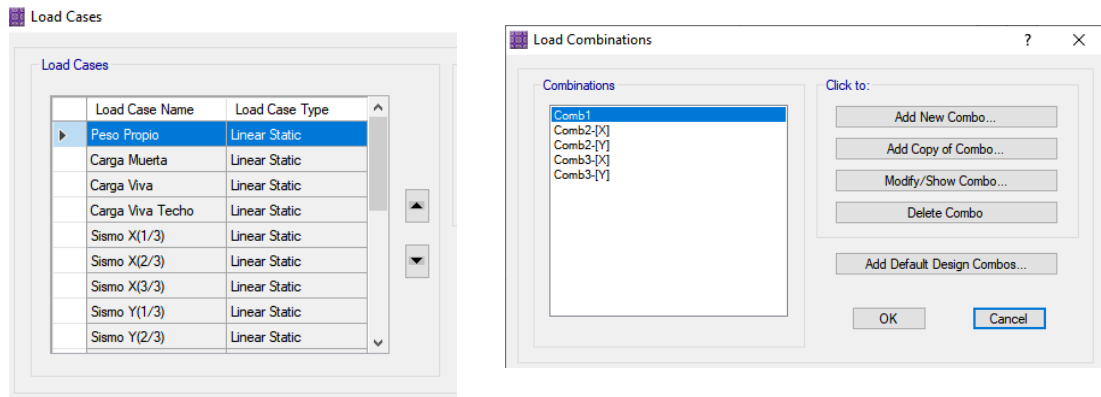 Load Cases
Load Cases
Load Case Name Load Case Type
Peso Propio Linear Static
Carga Muerta Linear Static
Carga Viva Linear Static
Carga Viva Techo Linear Static
Sismo X(1/3) Linear Static
Sismo X(2/3) Linear Static
Sismo X(3/3) Linear Static
Sismo Y(1/3) Linear Static
Sismo Y(2/3) Linear Static
Load Combinations ?
Combinations
Comb1
Comb2-[X]
Comb2-[Y]
Comb3-[X]
Comb3-[Y]
Click to:
Add New Combo...
Add Copy of Combo...
Modify/Show Combo...
Delete Combo
Add Default Design Combos...
OK Cancel